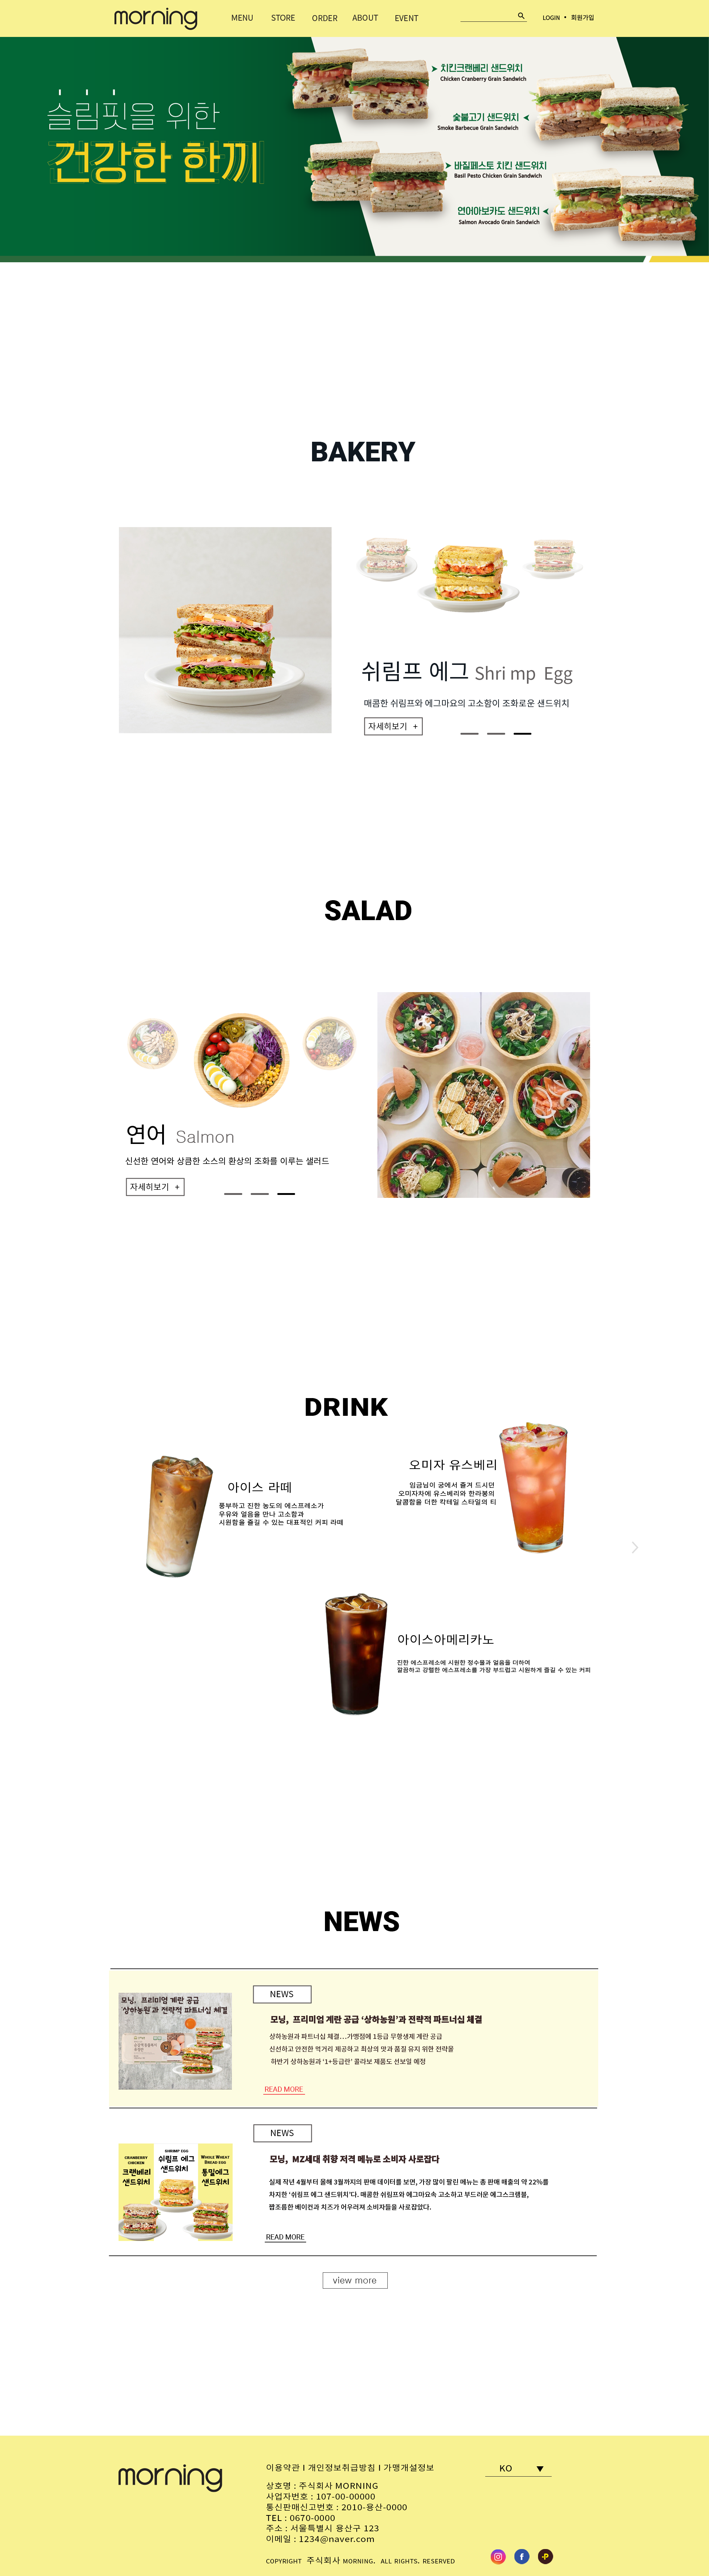 morning
MENU STORE ORDER ABOUT EVENT
LOGIN • 회원가입
슬림핏을 위한
건강한 한끼
치킨크랜베리 샌드위치
Chicken Cranberry Grain Sandwich
숯불고기 샌드위치
Smoke Barbecue Grain Sandwich
바질페스토 치킨 샌드위치
Basil Pesto Chicken Grain Sandwich
연어아보카도 샌드위치
Salmon Avocado Grain Sandwich
BAKERY
쉬림프 에그 Shri mp Egg
매콤한 쉬림프와 에그마요의 고소함이 조화로운 샌드위치
자세히보기 +
SALAD
연어 Salmon
신선한 연어와 상큼한 소스의 환상의 조화를 이루는 샐러드
자세히보기 +
DRINK
아이스 라떼
풍부하고 진한 농도의 에스프레소가
우유와 얼음을 만나 고소함과
시원함을 즐길 수 있는 대표적인 커피 라떼
오미자 유스베리
임금님이 궁에서 즐겨 드시던
오미자차에 유스베리와 한라봉의
달콤함을 더한 칵테일 스타일의 티
아이스아메리카노
진한 에스프레소에 시원한 정수물과 얼음을 더하여
깔끔하고 강렬한 에스프레소를 가장 부드럽고 시원하게 즐길 수 있는 커피
NEWS
모닝, 프리미엄 계란 공급
'상하농원'과 전략적 파트너십 체결
NEWS
모닝, 프리미엄 계란 공급 ‘상하농원’과 전략적 파트너십 체결
상하농원과 파트너십 체결…가맹점에 1등급 무항생제 계란 공급
신선하고 안전한 먹거리 제공하고 최상의 맛과 품질 유지 위한 전략물
하반기 상하농원과 ‘1+등급란’ 콜라보 제품도 선보일 예정
READ MORE
CRANBERRY CHICKEN
크랜베리 샌드위치
SHRIMP EGG
쉬림프 에그 샌드위치
WHOLE WHEAT BREAD EGG
통밀에그 샌드위치
NEWS
모닝, MZ세대 취향 저격 메뉴로 소비자 사로잡다
실제 작년 4월부터 올해 3월까지의 판매 데이터를 보면, 가장 많이 팔린 메뉴는 총 판매 매출의 약 22%를
차지한 ‘쉬림프 에그 샌드위치’다. 매콤한 쉬림프와 에그마요속 고소하고 부드러운 에그스크램블,
짭조름한 베이컨과 치즈가 어우러져 소비자들을 사로잡았다.
READ MORE
view more
morning
이용약관 I 개인정보취급방침 I 가맹개설정보
상호명 : 주식회사 MORNING
사업자번호 : 107-00-00000
통신판매신고번호 : 2010-용산-0000
TEL : 0670-0000
주소 : 서울특별시 용산구 123
이메일 : 1234@naver.com
COPYRIGHT 주식회사 MORNING. ALL RIGHTS. RESERVED
KO